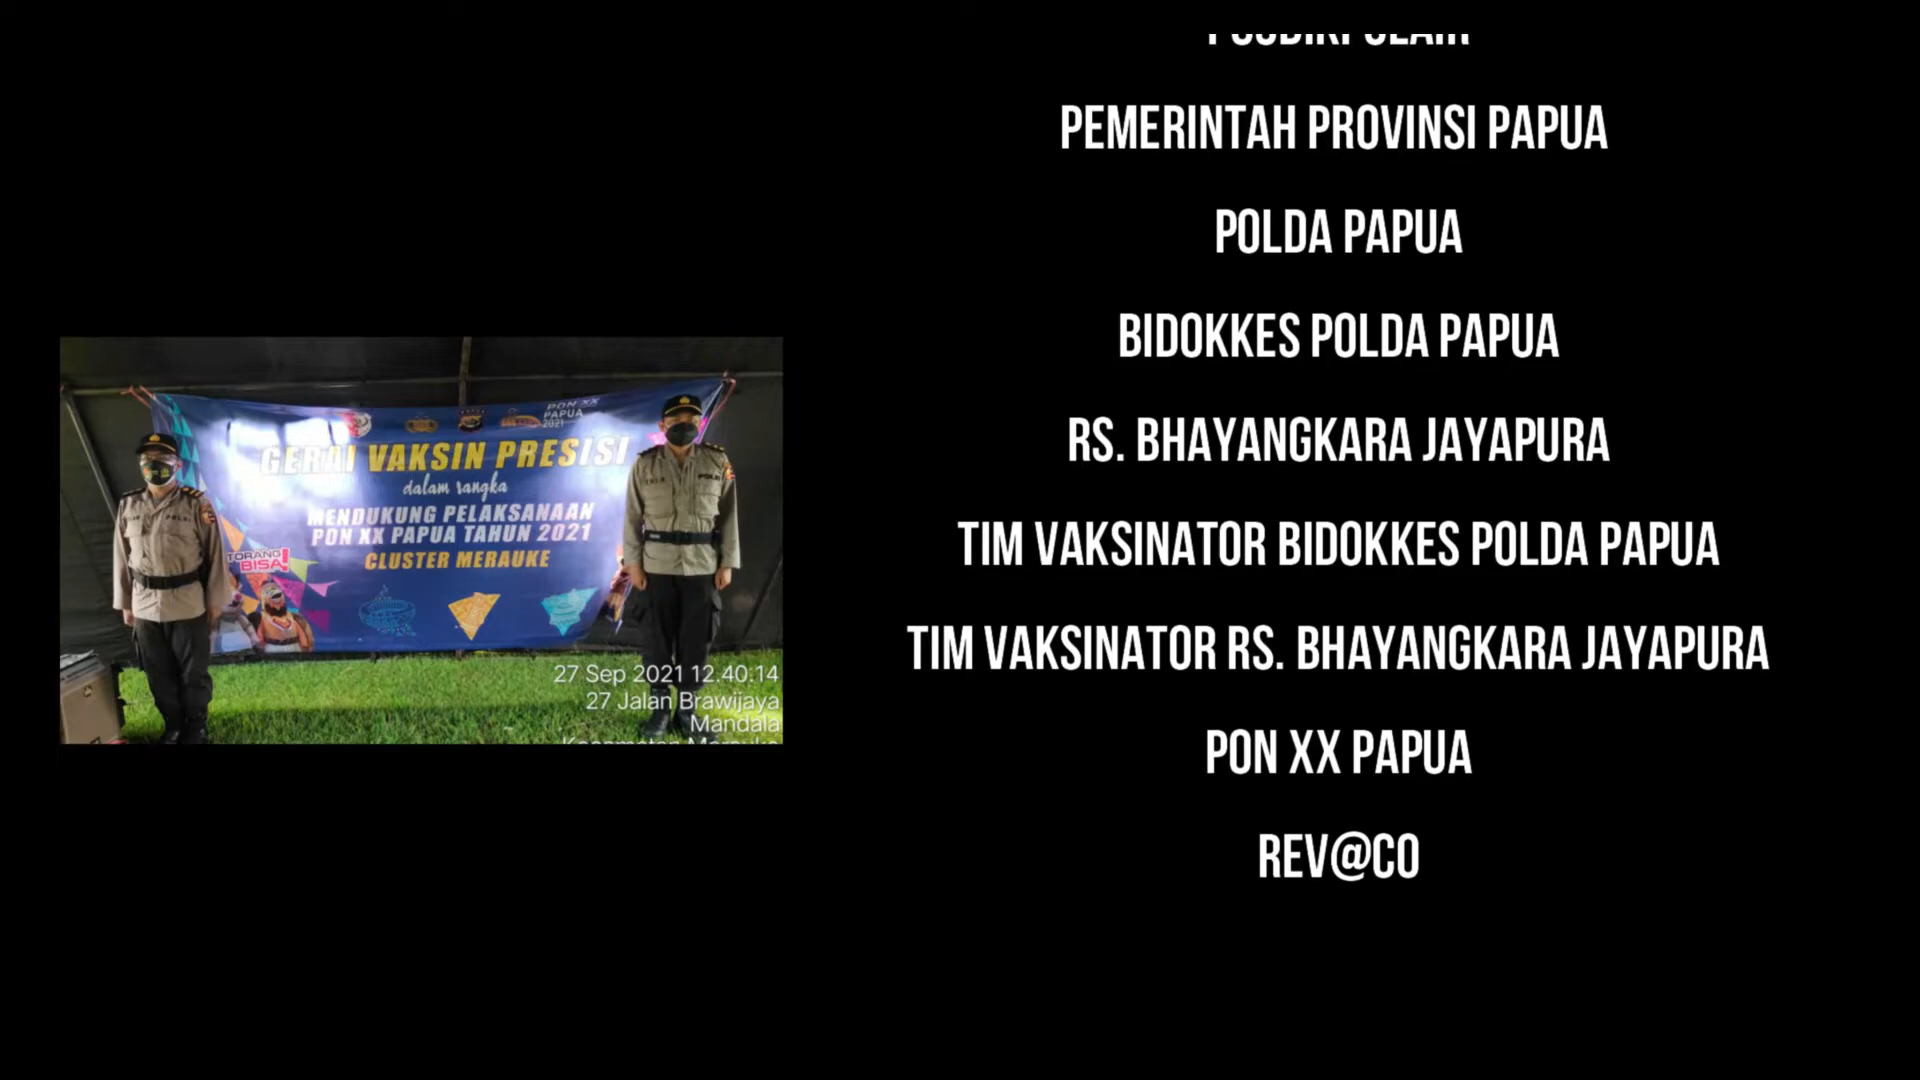 PON XX
PAPUA
2021
GERAI VAKSIN PRESISI
dalam rangka
MENDUKUNG PELAKSANAAN
PON XX PAPUA TAHUN 2021
CLUSTER MERAUKE
TORANG
BISA!
POLRI
POLRI
27 Sep 2021 12.40.14
27 Jalan Brawijaya
Mandala
Kecamatan Merauke
PEMERINTAH PROVINSI PAPUA
POLDA PAPUA
BIDOKKES POLDA PAPUA
RS. BHAYANGKARA JAYAPURA
TIM VAKSINATOR BIDOKKES POLDA PAPUA
TIM VAKSINATOR RS. BHAYANGKARA JAYAPURA
PON XX PAPUA
REV@CO